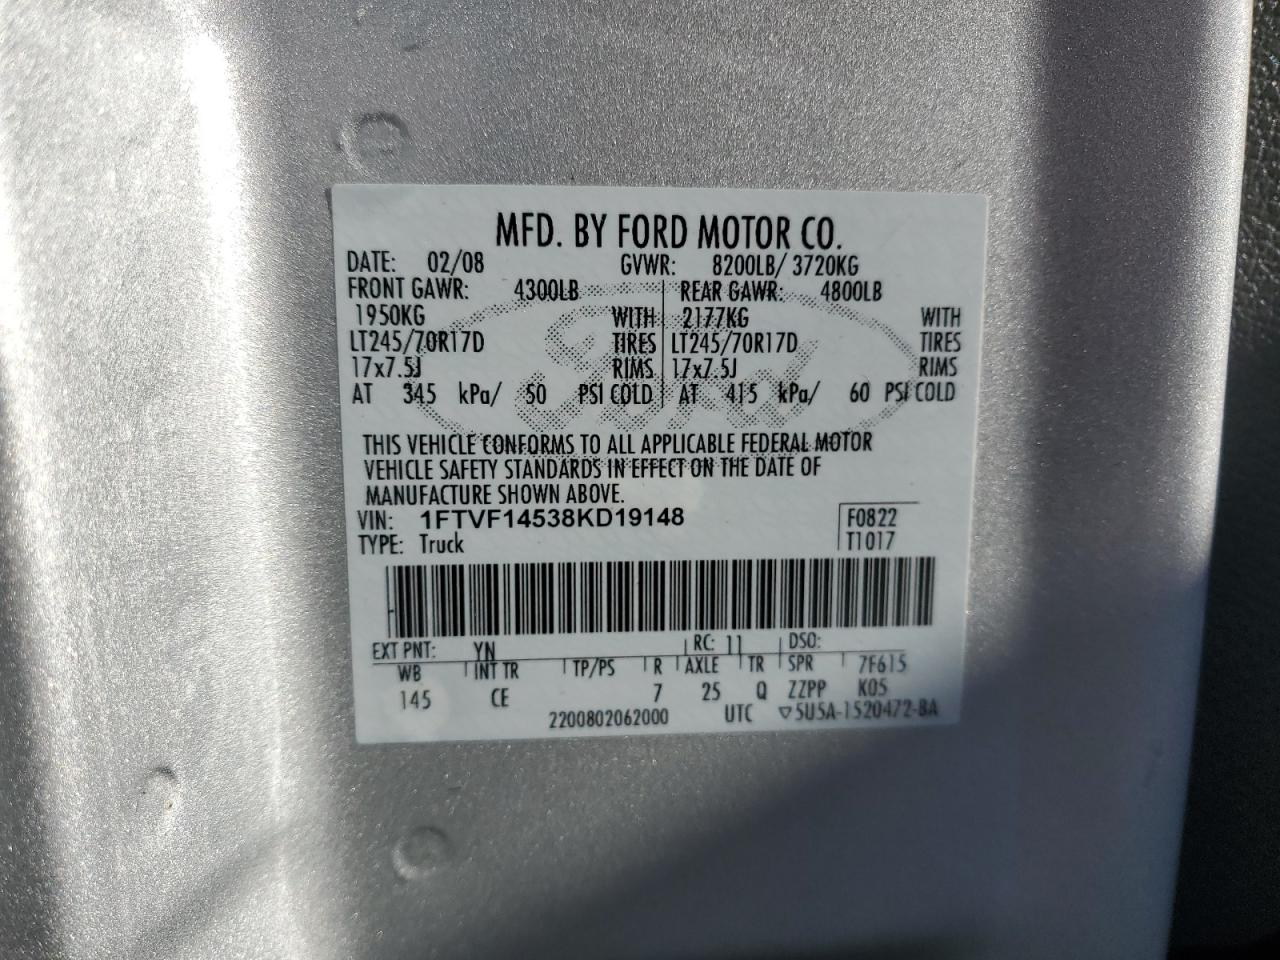 MFD. BY FORD MOTOR CO.
DATE: 02/08 GVWR: 8200LB/ 3720KG
FRONT GAWR: 4300LB REAR GAWR: 4800LB
1950KG WITH 2177KG WITH
LT245/70R17D TIRES LT245/70R17D TIRES
17x7.5J RIMS 17x7.5J RIMS
AT 345 kPa/ 50 PSI COLD AT 415 kPa/ 60 PSI COLD
THIS VEHICLE CONFORMS TO ALL APPLICABLE FEDERAL MOTOR
VEHICLE SAFETY STANDARDS IN EFFECT ON THE DATE OF
MANUFACTURE SHOWN ABOVE.
VIN: 1FTVF14538KD19148 F0822
TYPE: Truck T1017
EXT PNT: YN RC: 11 DSO:
WB INT TR TP/PS R AXLE TR SPR 7F615
145 CE 7 25 Q ZZPP K05
2200802062000 UTC ▽5U5A-1520472-BA